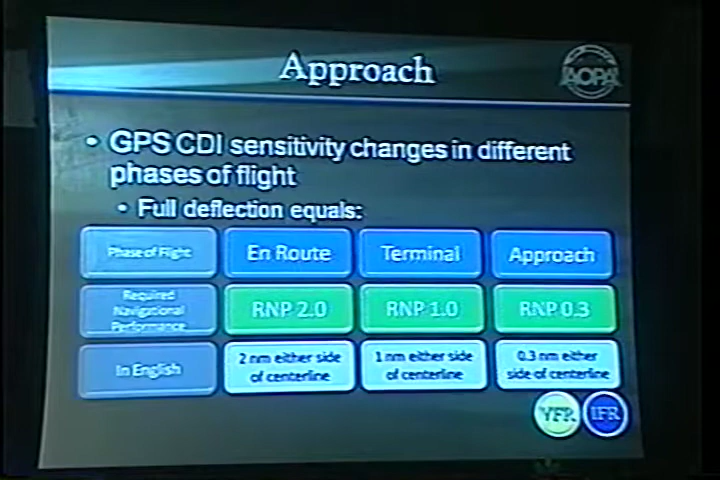 Approach
AOPA
• GPS CDI sensitivity changes in different
phases of flight
• Full deflection equals:
Phase of Flight
En Route
Terminal
Approach
Required
Navigational
Performance
RNP 2.0
RNP 1.0
RNP 0.3
In English
2 nm either side
of centerline
1 nm either side
of centerline
0.3 nm either
side of centerline
VFR
IFR